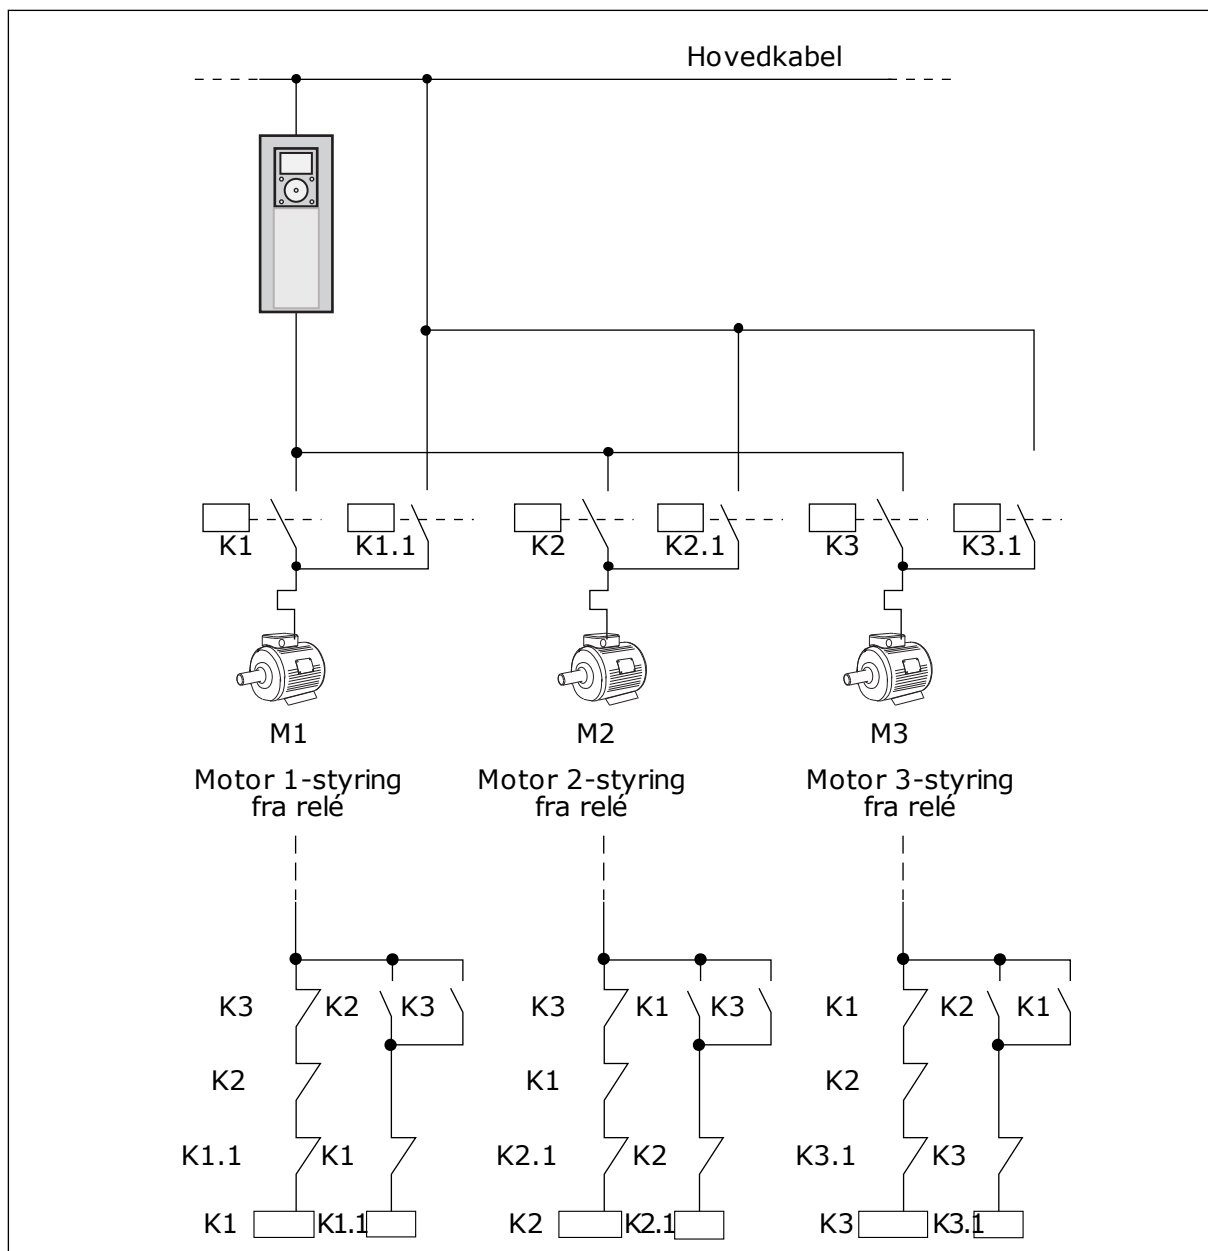 Hovedkabel
K1 K1.1 K2 K2.1 K3 K3.1
M1 M2 M3
Motor 1-styring Motor 2-styring Motor 3-styring
fra relé fra relé fra relé
K3 K2 K3 K3 K1 K3 K1 K2 K1
K2 K1 K2
K1.1 K1 K2.1 K2 K3.1 K3
K1 K1.1 K2 K2.1 K3 K3.1